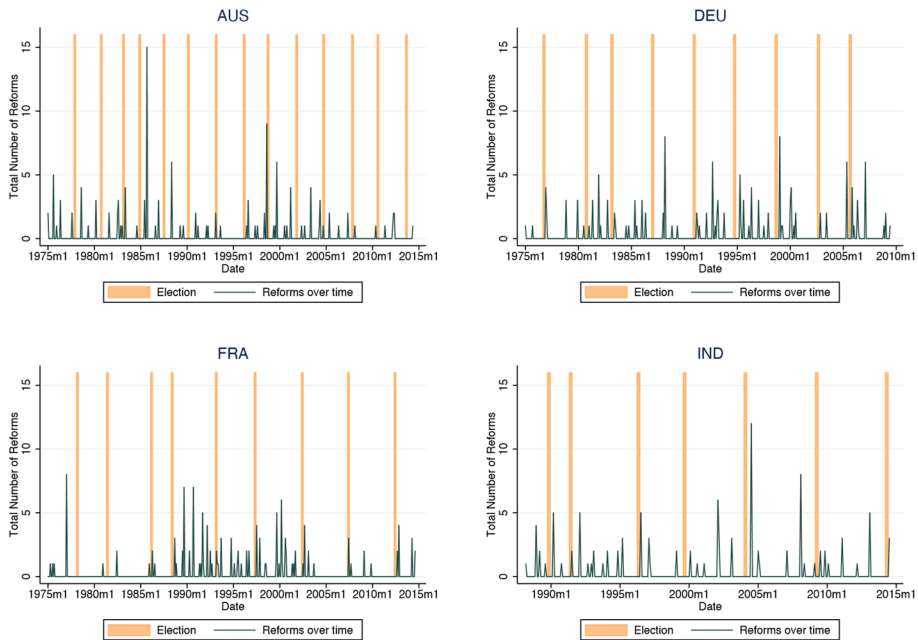 AUS
Total Number of Reforms
15
10
5
0
1975m1 1980m1 1985m1 1990m1 1995m1 2000m1 2005m1 2010m1 2015m1
Date
Election Reforms over time
DEU
Total Number of Reforms
15
10
5
0
1975m1 1980m1 1985m1 1990m1 1995m1 2000m1 2005m1 2010m1
Date
Election Reforms over time
FRA
Total Number of Reforms
15
10
5
0
1975m1 1980m1 1985m1 1990m1 1995m1 2000m1 2005m1 2010m1 2015m1
Date
Election Reforms over time
IND
Total Number of Reforms
15
10
5
0
1990m1 1995m1 2000m1 2005m1 2010m1 2015m1
Date
Election Reforms over time